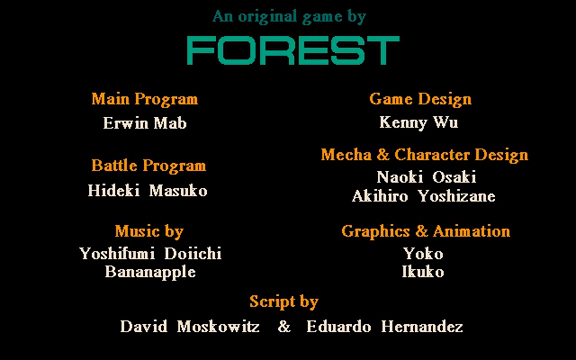 An original game by
FOREST
Main Program
Erwin Mab
Game Design
Kenny Wu
Battle Program
Hideki Masuko
Mecha & Character Design
Naoki Osaki
Akihiro Yoshizane
Music by
Yoshifumi Doiichi
Bananapple
Graphics & Animation
Yoko
Ikuko
Script by
David Moskowitz & Eduardo Hernandez